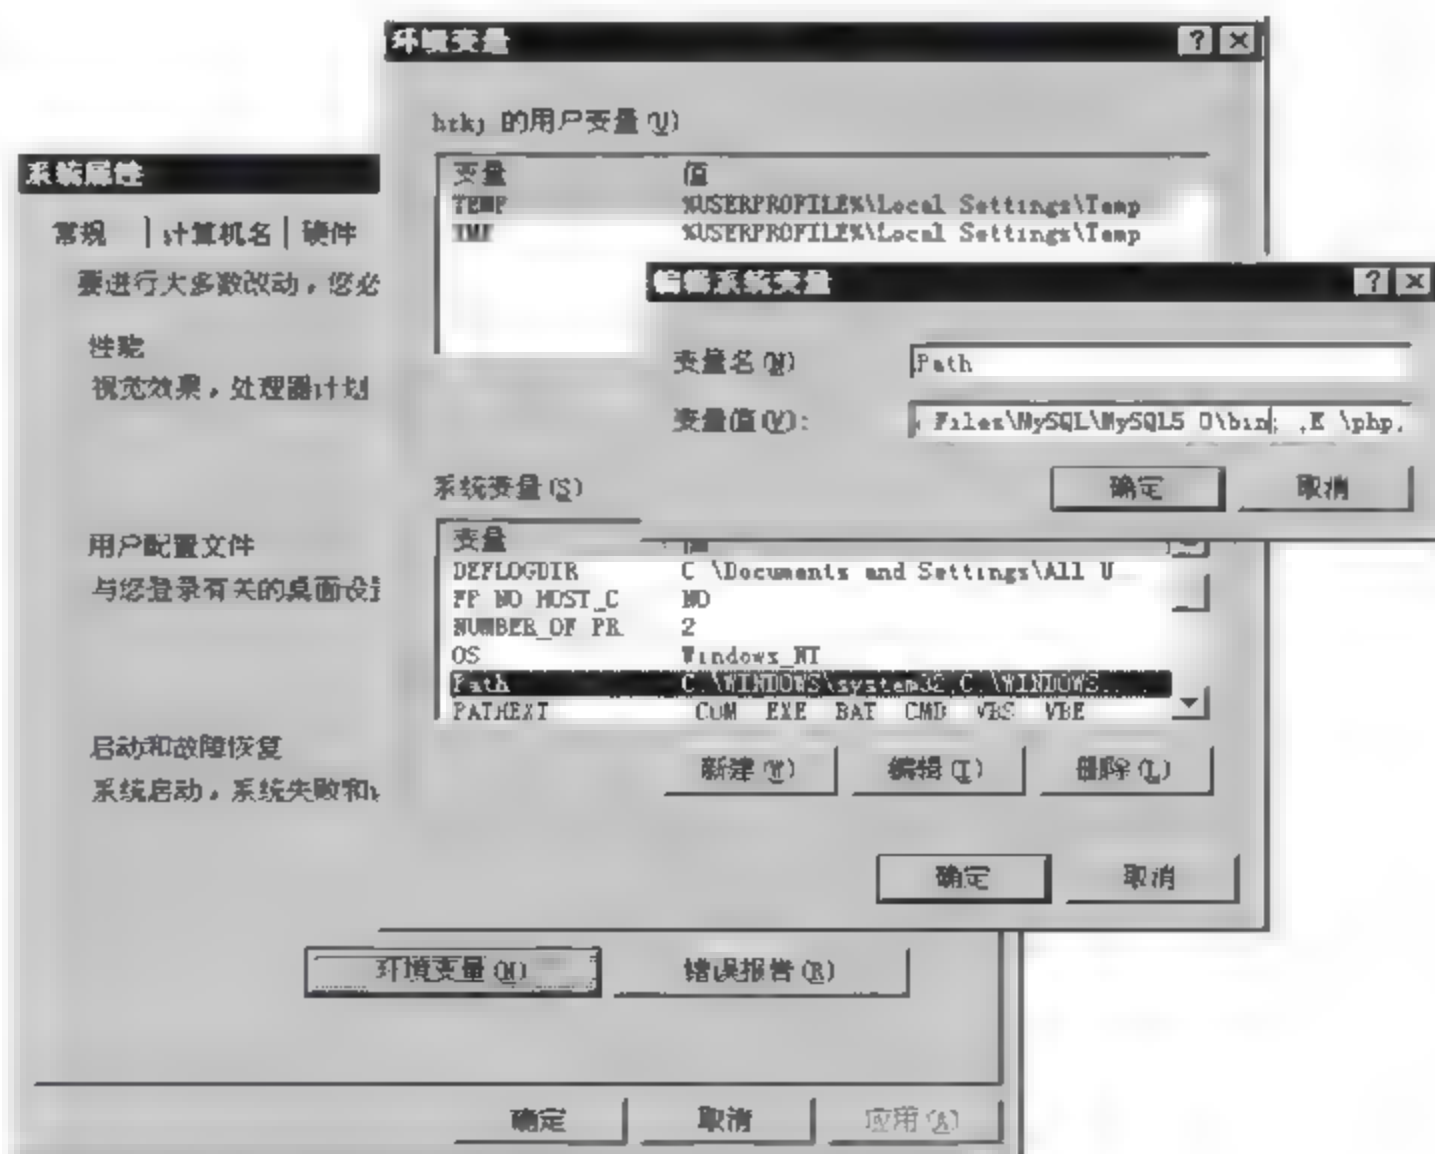 环境变量
hzkj 的用户变量(U)
变量 值
TEMP %USERPROFILE%\Local Settings\Temp
TMP %USERPROFILE%\Local Settings\Temp
系统属性
常规 计算机名 硬件
要进行大多数改动，您必
性能
视觉效果，处理器计划
用户配置文件
与您登录有关的桌面设置
启动和故障恢复
系统启动，系统失败和
编辑系统变量
变量名(N)
Path
变量值(V):
Files\MySQL\MySQL5 0\bin; ,E \php,
确定 取消
系统变量(S)
变量 值
DEFLOGDIR C \Documents and Settings\All U
FP NO HOST_C NO
NUMBER_OF PR 2
OS Windows_NT
Path C:\WINDOWS\system32,C:\WINDOWS...
PATHEXT COM EXE BAT CMD VBS VBE
新建(W) 编辑(I) 删除(L)
确定 取消
环境变量(N) 错误报告(R)
确定 取消 应用(A)